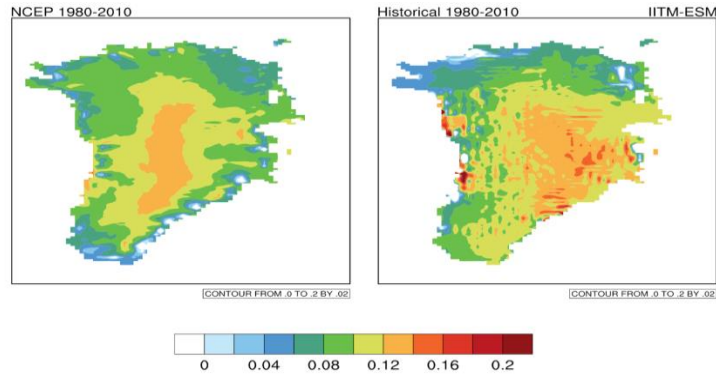 NCEP 1980-2010
Historical 1980-2010 IITM-ESM
CONTOUR FROM .0 TO .2 BY .02
CONTOUR FROM .0 TO .2 BY .02
0 0.04 0.08 0.12 0.16 0.2